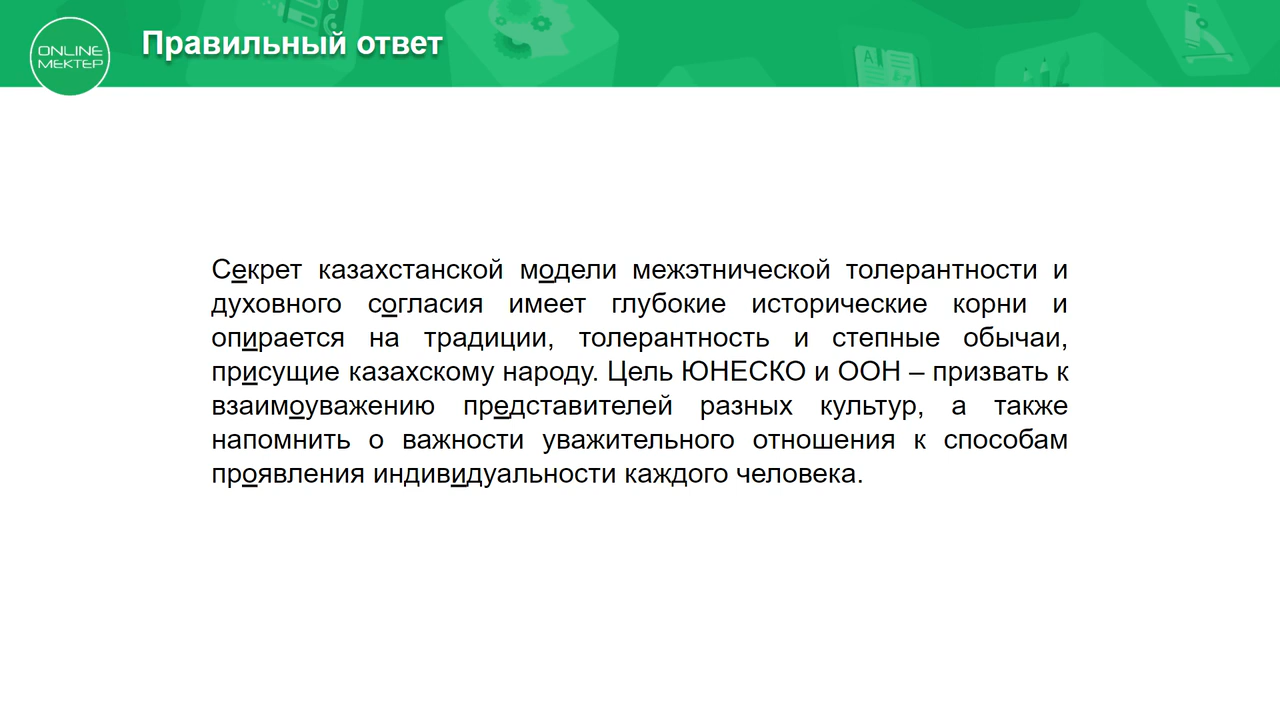 ONLINE
МЕКТЕР
Правильный ответ
Секрет казахстанской модели межэтнической толерантности и
духовного согласия имеет глубокие исторические корни и
опирается на традиции, толерантность и степные обычаи,
присущие казахскому народу. Цель ЮНЕСКО и ООН – призвать к
взаимоуважению представителей разных культур, а также
напомнить о важности уважительного отношения к способам
проявления индивидуальности каждого человека.